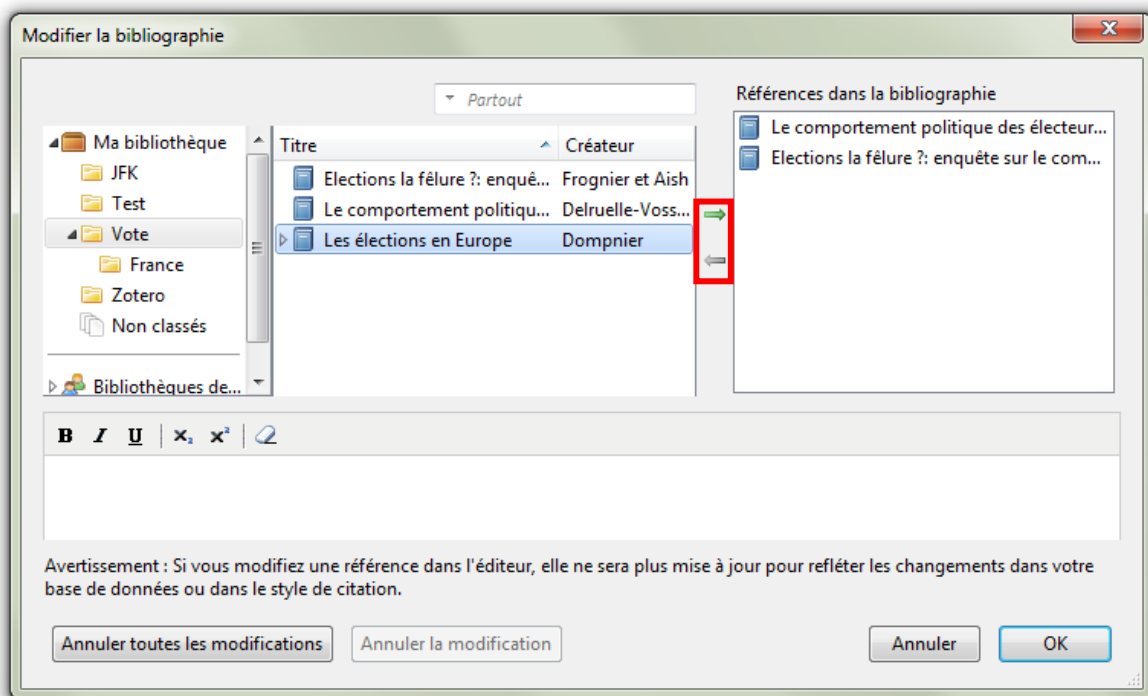 Modifier la bibliographie
Partout
Références dans la bibliographie
Ma bibliothèque
JFK
Test
Vote
France
Zotero
Non classés
Bibliothèques de...
Titre Créateur
Elections la fêlure ?: enquê... Frognier et Aish
Le comportement politiqu... Delruelle-Voss...
Les élections en Europe Dompnier
Le comportement politique des électeur...
Elections la fêlure ?: enquête sur le com...
B I U x₂ x²
Avertissement : Si vous modifiez une référence dans l'éditeur, elle ne sera plus mise à jour pour refléter les changements dans votre
base de données ou dans le style de citation.
Annuler toutes les modifications Annuler la modification Annuler OK